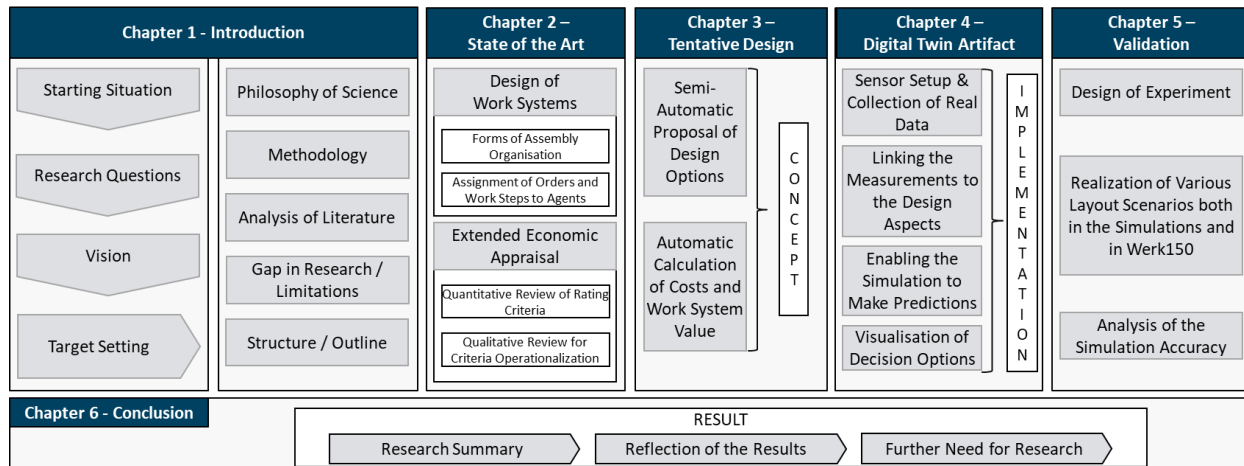 Chapter 1 - Introduction
Starting Situation
Research Questions
Vision
Target Setting
Philosophy of Science
Methodology
Analysis of Literature
Gap in Research /
Limitations
Structure / Outline
Chapter 2 –
State of the Art
Design of
Work Systems
Forms of Assembly
Organisation
Assignment of Orders and
Work Steps to Agents
Extended Economic
Appraisal
Quantitative Review of Rating
Criteria
Qualitative Review for
Criteria Operationalization
Chapter 3 –
Tentative Design
Semi-
Automatic
Proposal of
Design
Options
Automatic
Calculation
of Costs and
Work System
Value
CONCEPT
Chapter 4 –
Digital Twin Artifact
Sensor Setup &
Collection of Real
Data
Linking the
Measurements to
the Design
Aspects
Enabling the
Simulation to
Make Predictions
Visualisation of
Decision Options
IMPLEMENTATION
Chapter 5 -
Validation
Design of Experiment
Realization of Various
Layout Scenarios both
in the Simulations and
in Werk150
Analysis of the
Simulation Accuracy
Chapter 6 - Conclusion
RESULT
Research Summary
Reflection of the Results
Further Need for Research